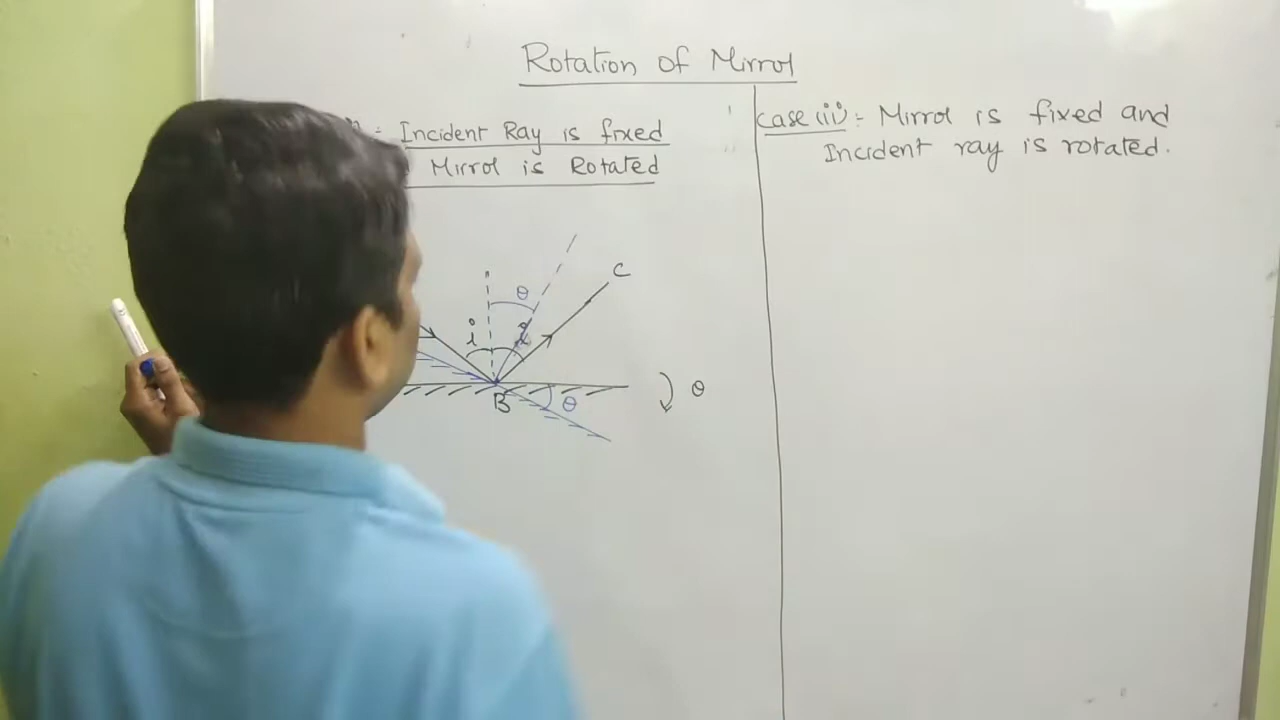 Rotation of Mirror
Incident Ray is fixed
Mirror is Rotated
Case (ii) :- Mirror is fixed and
Incident ray is rotated.
C
θ
i i
θ
B θ